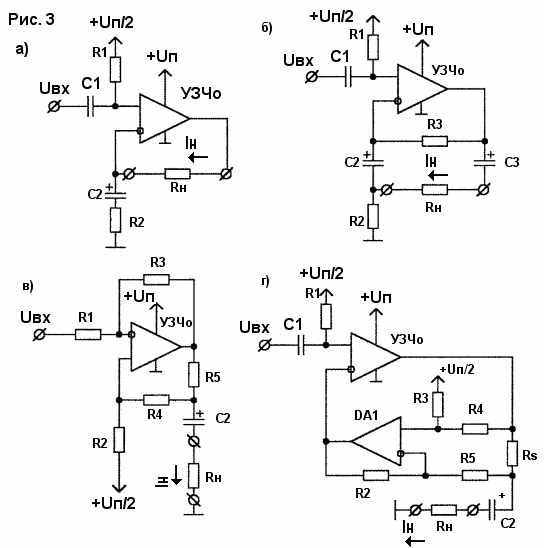 Рис. 3
а)
+Uп/2
R1
+Uп
Uвх
C1
УЗЧо
Iн
Rн
C2
R2
б)
+Uп/2
R1
+Uп
Uвх
C1
УЗЧо
R3
C2
Iн
C3
R2
Rн
в)
R3
+Uп
Uвх
R1
УЗЧо
R5
R4
C2
R2
Iн
Rн
+Uп/2
г)
+Uп/2
R1
+Uп
Uвх
C1
УЗЧо
+Uп/2
R3
DA1
R4
Rs
R2
R5
Rн
C2
Iн